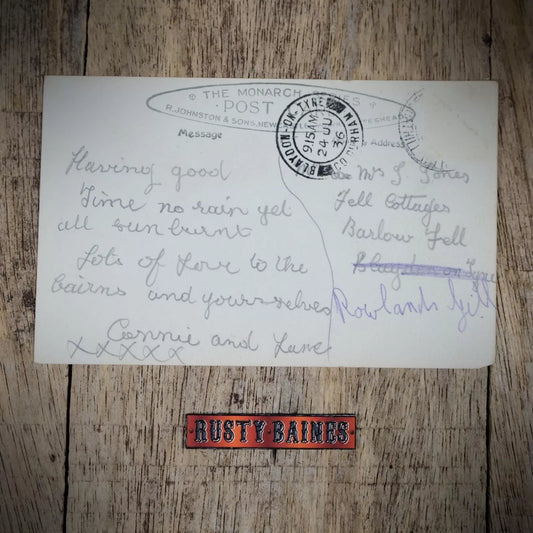 THE MONARCH SERIES
POST
R. JOHNSTON & SONS, NEW
GATESHEAD
Message
Address
BLAYDON-ON-TYNE
9.15AM
24 JU
36
CO. DURHAM
Having good
time no rain yet
all sun burnt
Lots of love to the
bairns and yourselves
Connie and
XXXXX
Mrs J. Jones
Fell Cottages
Barlow Fell
Blaydon on Tyne
Rowlands Gill
RUSTY BAINES